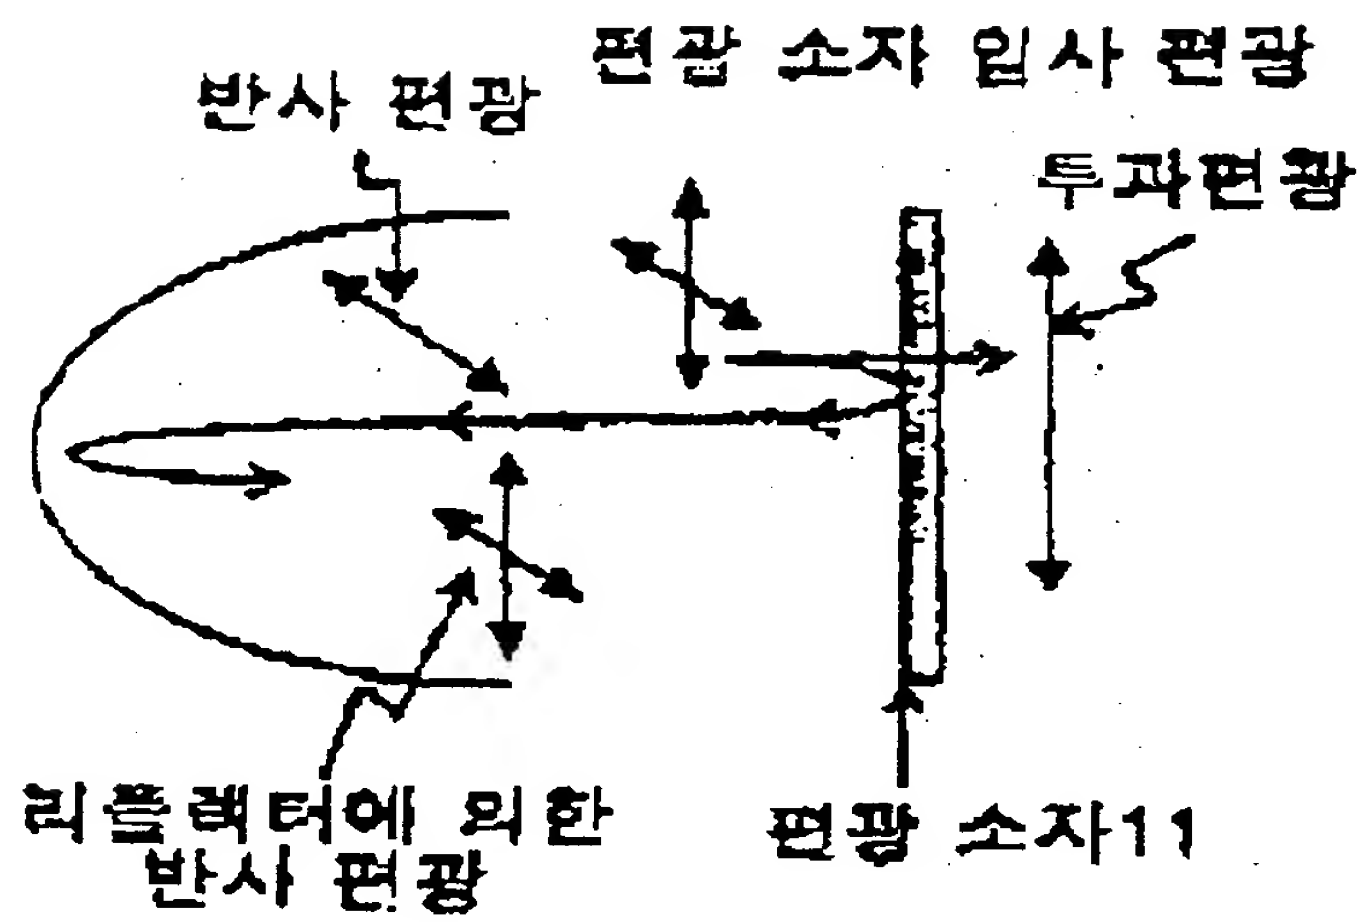 편광 소자 입사 편광
반사 편광
투과편광
리플렉터에 의한
반사 편광
편광 소자11